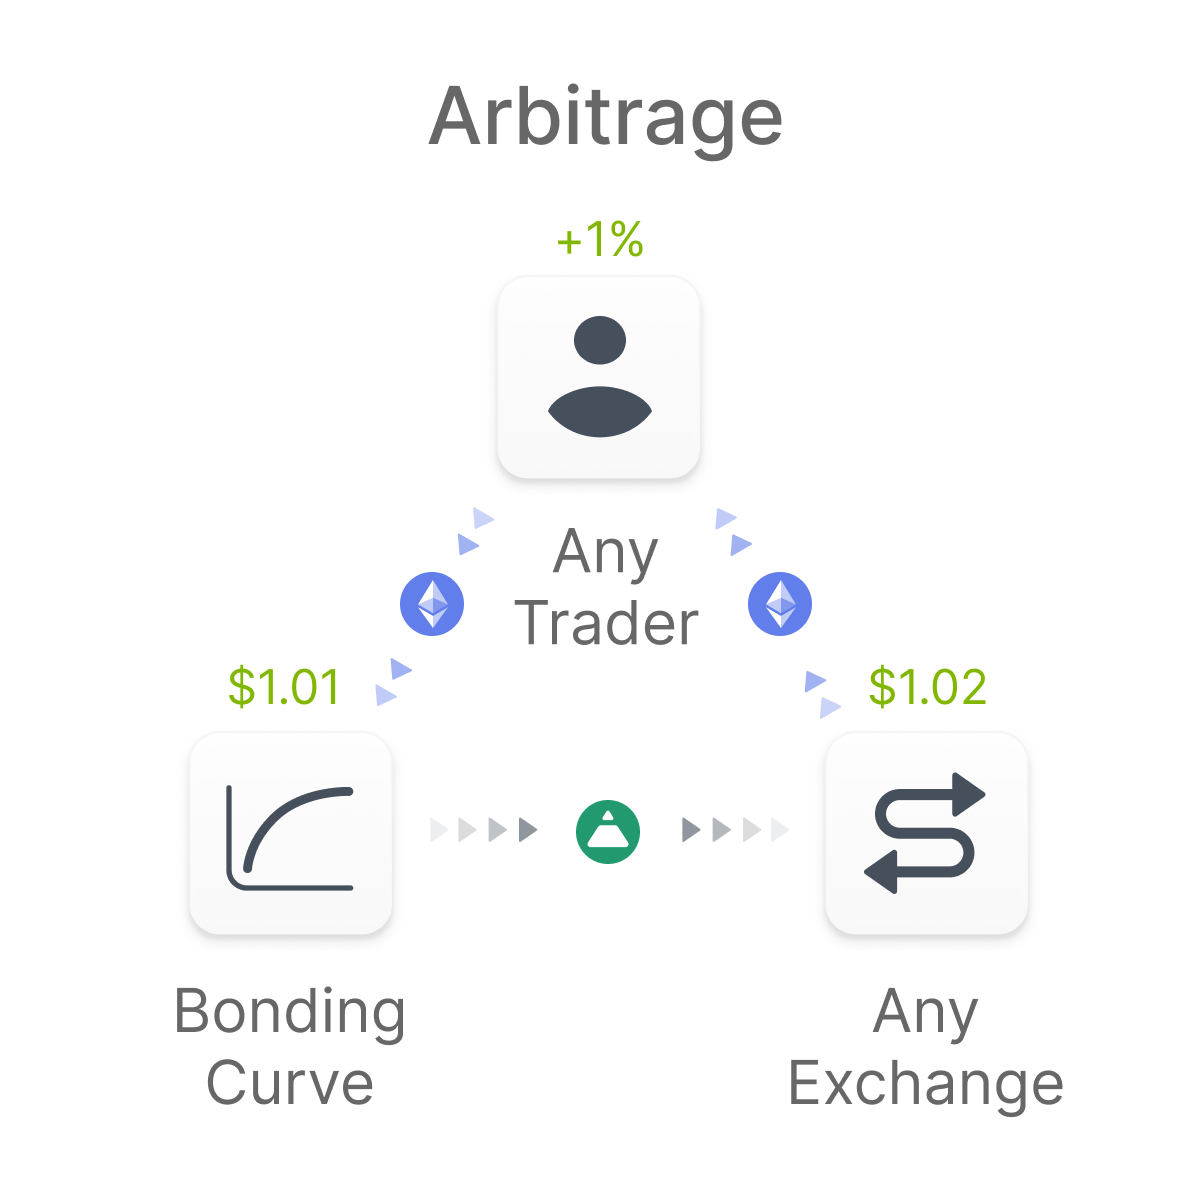 Arbitrage
+1%
Any
Trader
$1.01
$1.02
Bonding
Curve
Any
Exchange